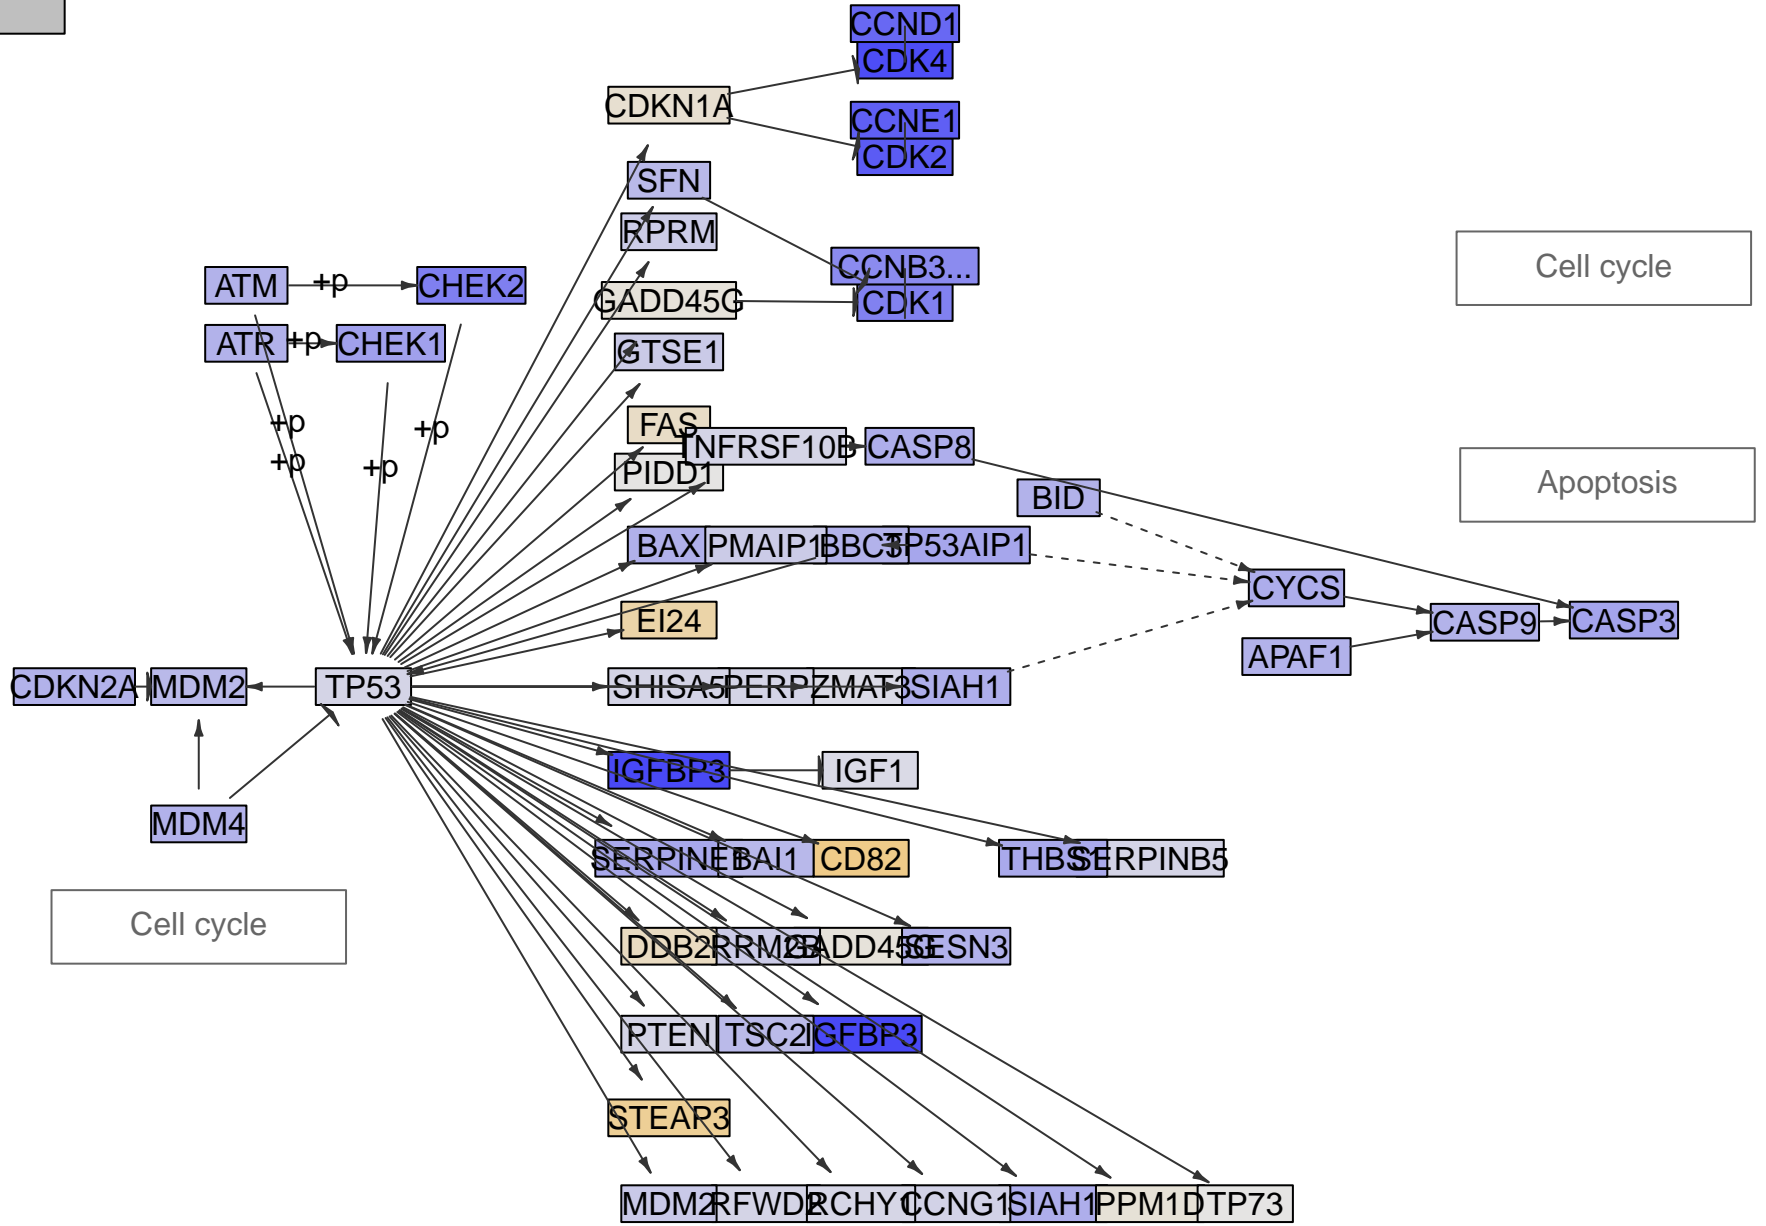 CCND1
CDK4
CDKN1A
CCNE1
CDK2
SFN
RPRM
Cell cycle
CCNB3...
ATM
+p
CHEK2
GADD45G
CDK1
ATR
+p
CHEK1
GTSE1
FAS
+p
+p
TNFRSF10B
CASP8
Apoptosis
+p
+p
PIDD1
BID
BAX
PMAIP1
BBC3
TP53AIP1
CYCS
EI24
CASP9
CASP3
APAF1
CDKN2A
MDM2
TP53
SHISA5
PERP
ZMAT3
SIAH1
IGFBP3
IGF1
MDM4
SERPINE1
BAI1
CD82
THBS1
SERPINB5
Cell cycle
DDB2
RRM2B
GADD45G
SESN3
PTEN
TSC2
IGFBP3
STEAP3
MDM2
RFWD2
RCHY1
CCNG1
SIAH1
PPM1D
TP73